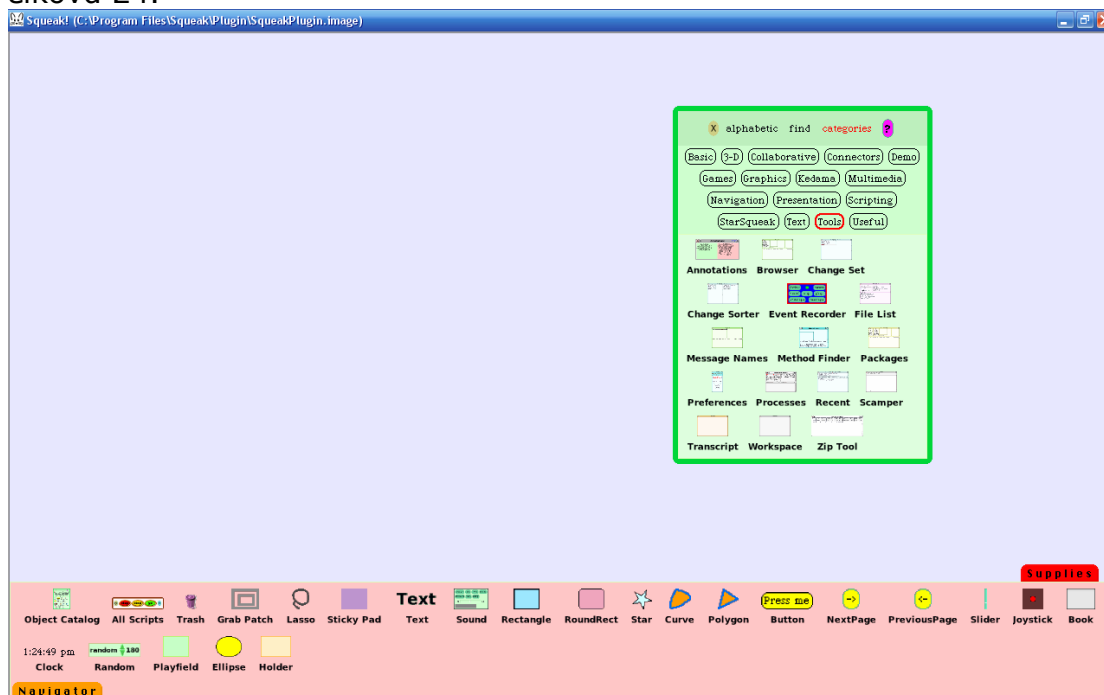 Squeak! (C:\Program Files\Squeak\Plugin\SqueakPlugin.image)
X alphabetic find categories ?
Basic 3-D Collaborative Connectors Demo
Games Graphics Kedama Multimedia
Navigation Presentation Scripting
StarSqueak Text Tools Useful
Annotations Browser Change Set
Change Sorter Event Recorder File List
Message Names Method Finder Packages
Preferences Processes Recent Scamper
Transcript Workspace Zip Tool
Supplies
Text Press me -> <-
Object Catalog All Scripts Trash Grab Patch Lasso Sticky Pad Text Sound Rectangle RoundRect Star Curve Polygon Button NextPage PreviousPage Slider Joystick Book
1:24:49 pm random 180
Clock Random Playfield Ellipse Holder
Navigator